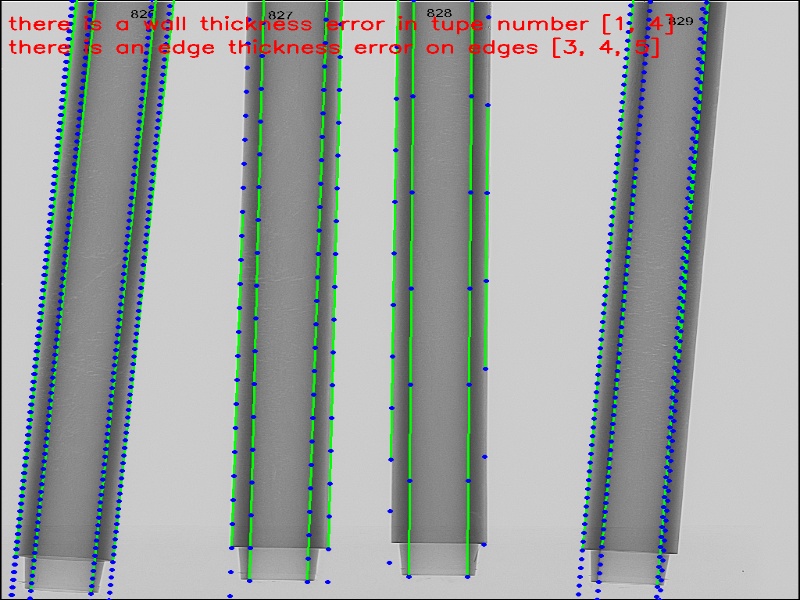 826 827 828 829
there is a wall thickness error in tupe number [1, 4]
there is an edge thickness error on edges [3, 4, 5]